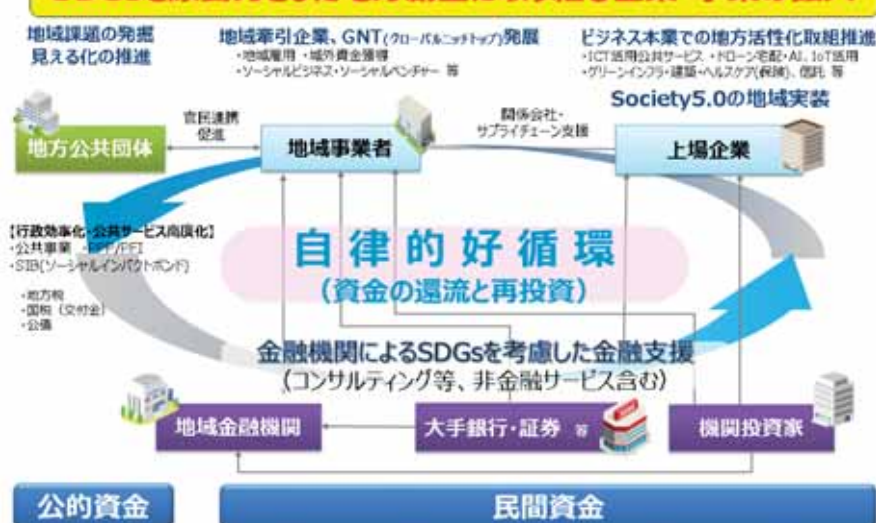 地域課題の発掘
見える化の推進
地域牽引企業、GNT(グローバルニッチトップ)発展
・地域雇用 ・域外資金獲得
・ソーシャルビジネス・ソーシャルベンチャー 等
ビジネス本業での地方活性化取組推進
・ICT活用公共サービス ・ドローン宅配・AI、IoT活用
・グリーンインフラ・建築・ヘルスケア(保険)、信託 等
Society5.0の地域実装
地方公共団体
官民連携
促進
地域事業者
関係会社・
サプライチェーン支援
上場企業
【行政効率化・公共サービス高度化】
・公共事業 ・PPP/PFI
・SIB(ソーシャルインパクトボンド)
・地方税
・国税(交付金)
・公債
自律的好循環
(資金の還流と再投資)
金融機関によるSDGsを考慮した金融支援
(コンサルティング等、非金融サービス含む)
地域金融機関
大手銀行・証券 等
機関投資家
公的資金
民間資金